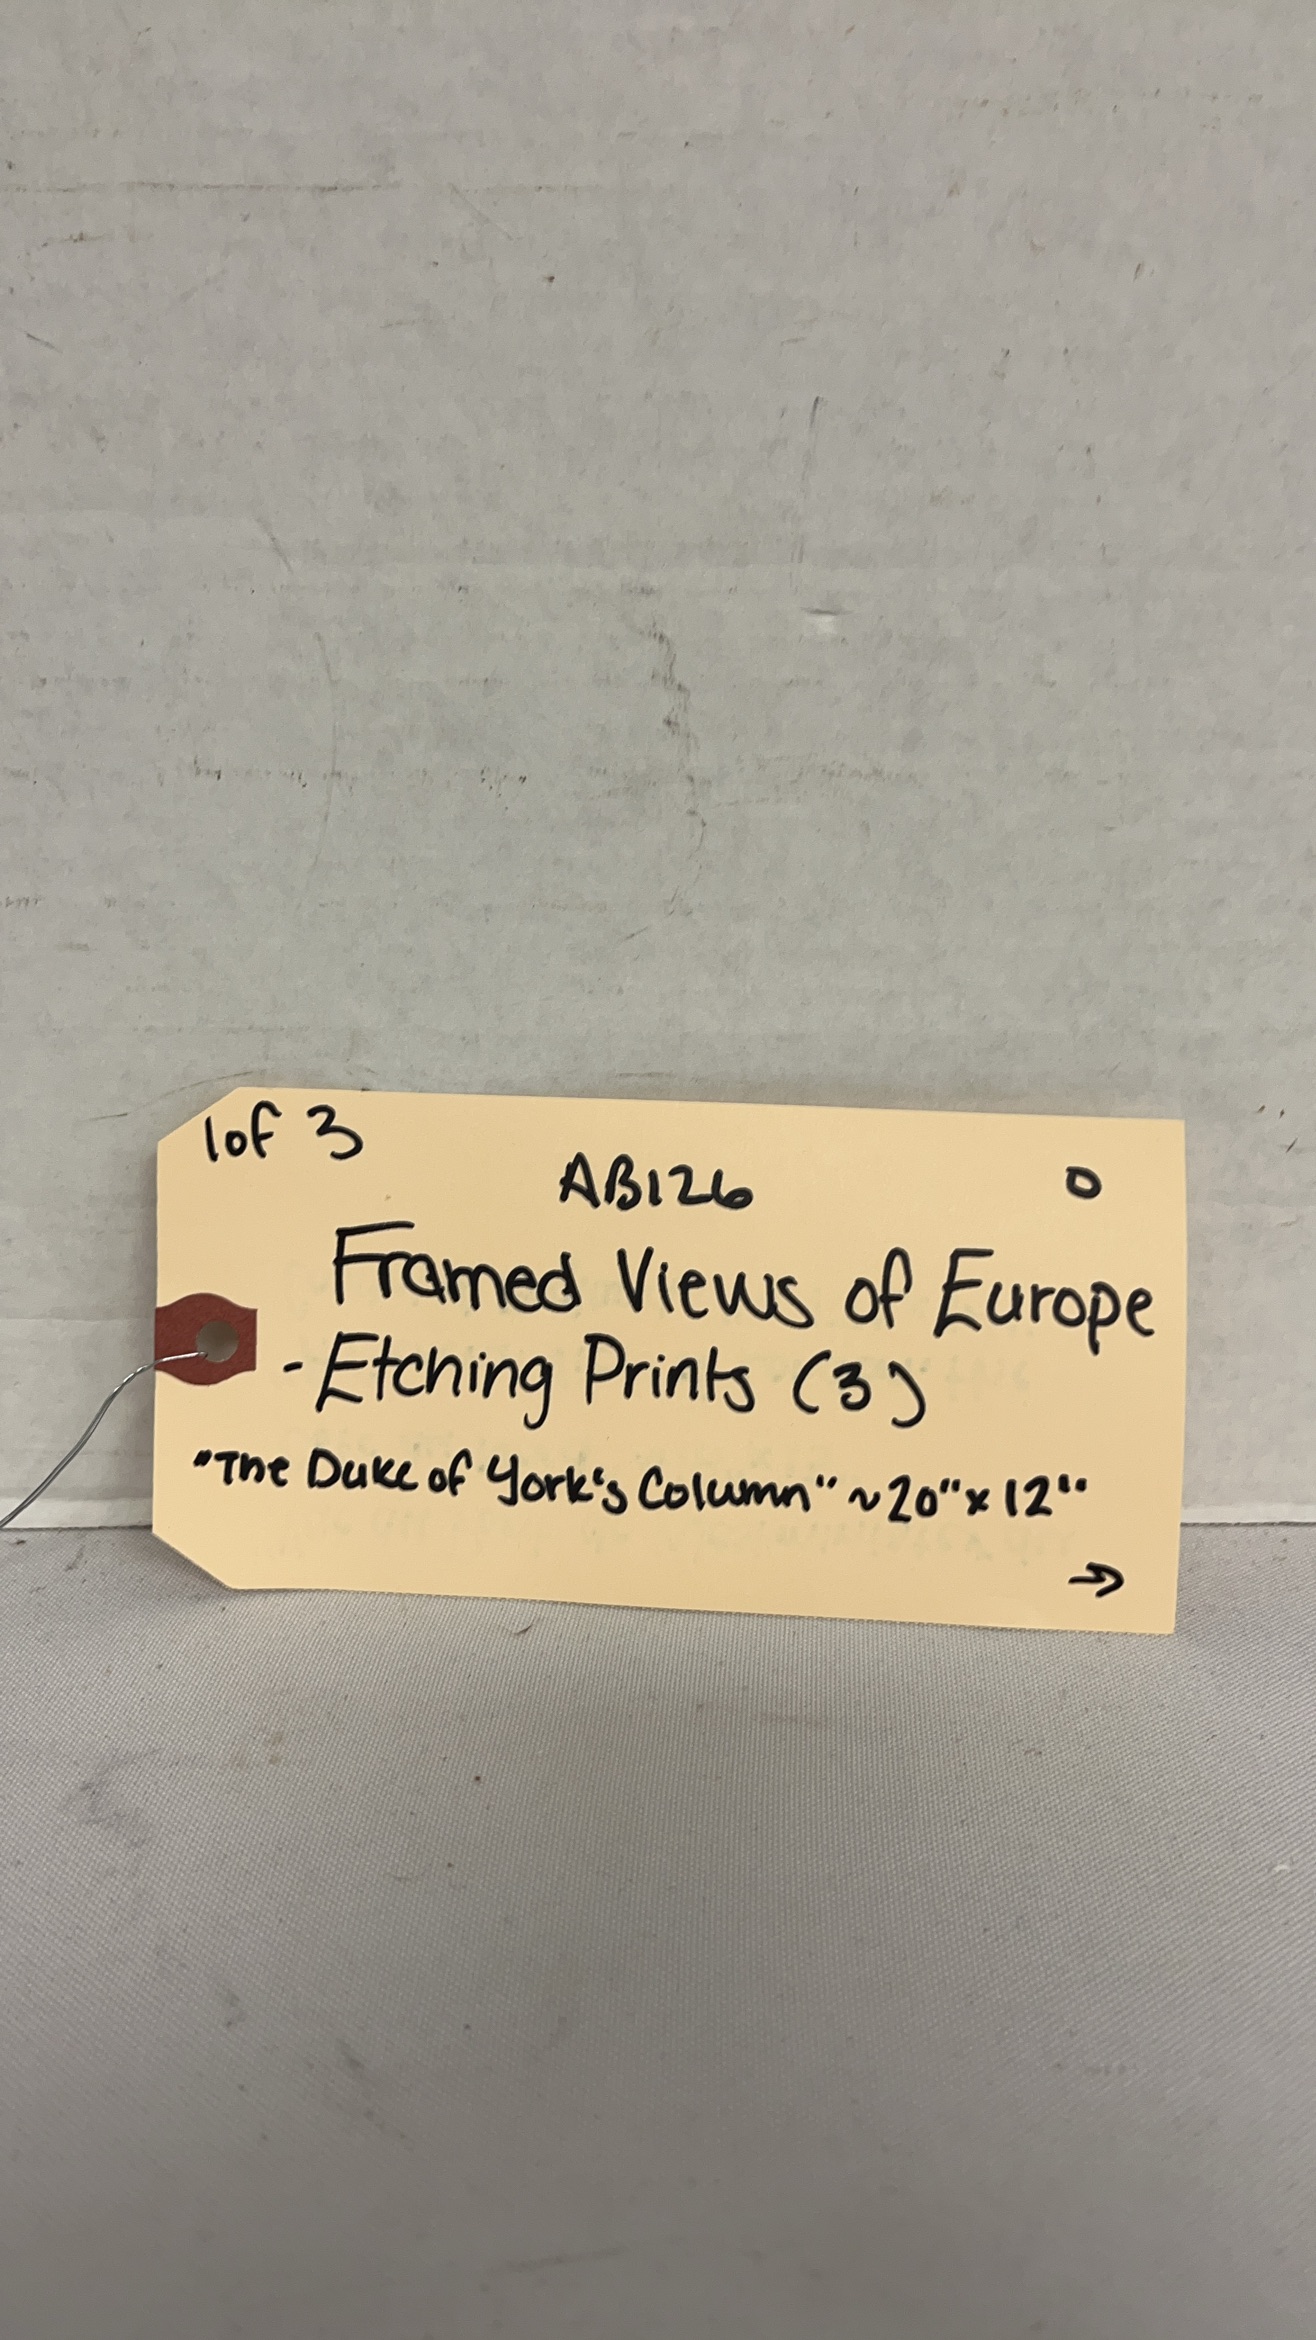 1of 3
AB126 O
Framed Views of Europe
- Etching Prints (3)
"The Duke of York's Column" ~20"x 12"
→